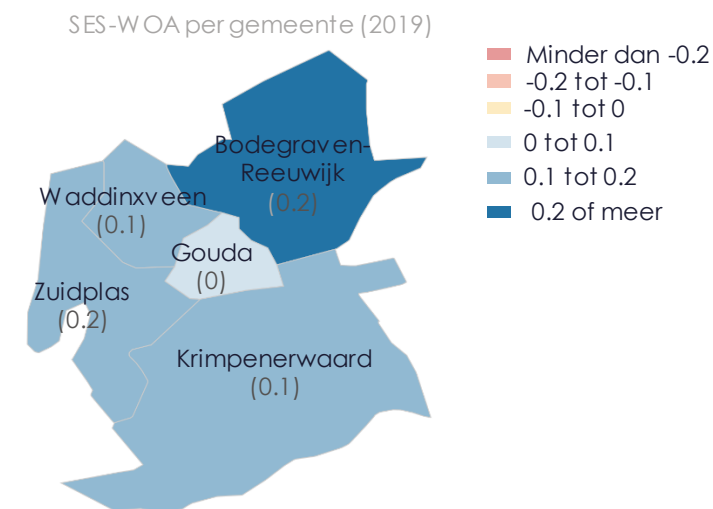 SES-WOA per gemeente (2019)
Minder dan -0.2
-0.2 tot -0.1
-0.1 tot 0
0 tot 0.1
0.1 tot 0.2
0.2 of meer
Bodegraven-
Reeuwijk
(0.2)
Waddinxveen
(0.1)
Gouda
(0)
Zuidplas
(0.2)
Krimpenerwaard
(0.1)